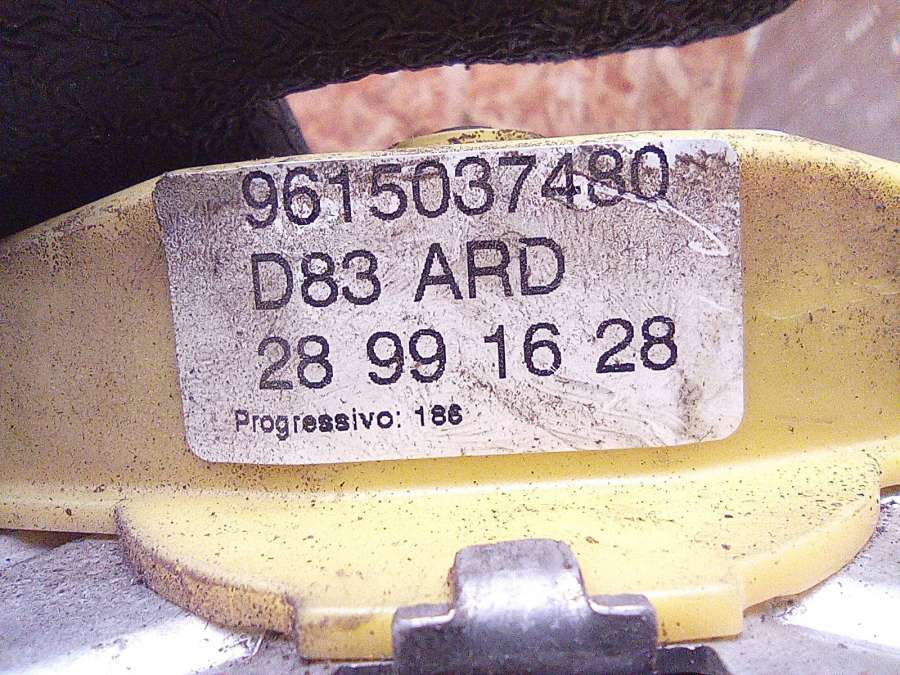 9615037480
D83 ARD
28 99 16 28
Progressivo: 186